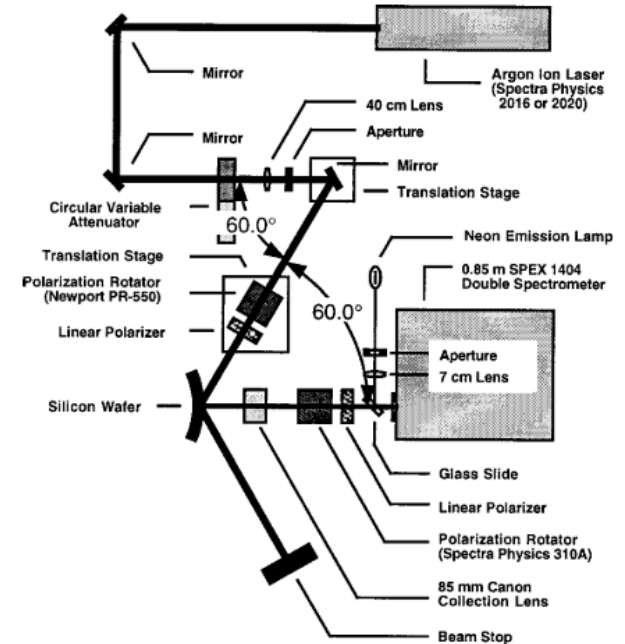 Mirror
Argon Ion Laser
(Spectra Physics
2016 or 2020)
40 cm Lens
Mirror
Aperture
Mirror
Translation Stage
Circular Variable
Attenuator
60.0°
Neon Emission Lamp
Translation Stage
0.85 m SPEX 1404
Double Spectrometer
Polarization Rotator
(Newport PR-550)
60.0°
Linear Polarizer
Aperture
7 cm Lens
Silicon Wafer
Glass Slide
Linear Polarizer
Polarization Rotator
(Spectra Physics 310A)
85 mm Canon
Collection Lens
Beam Stop